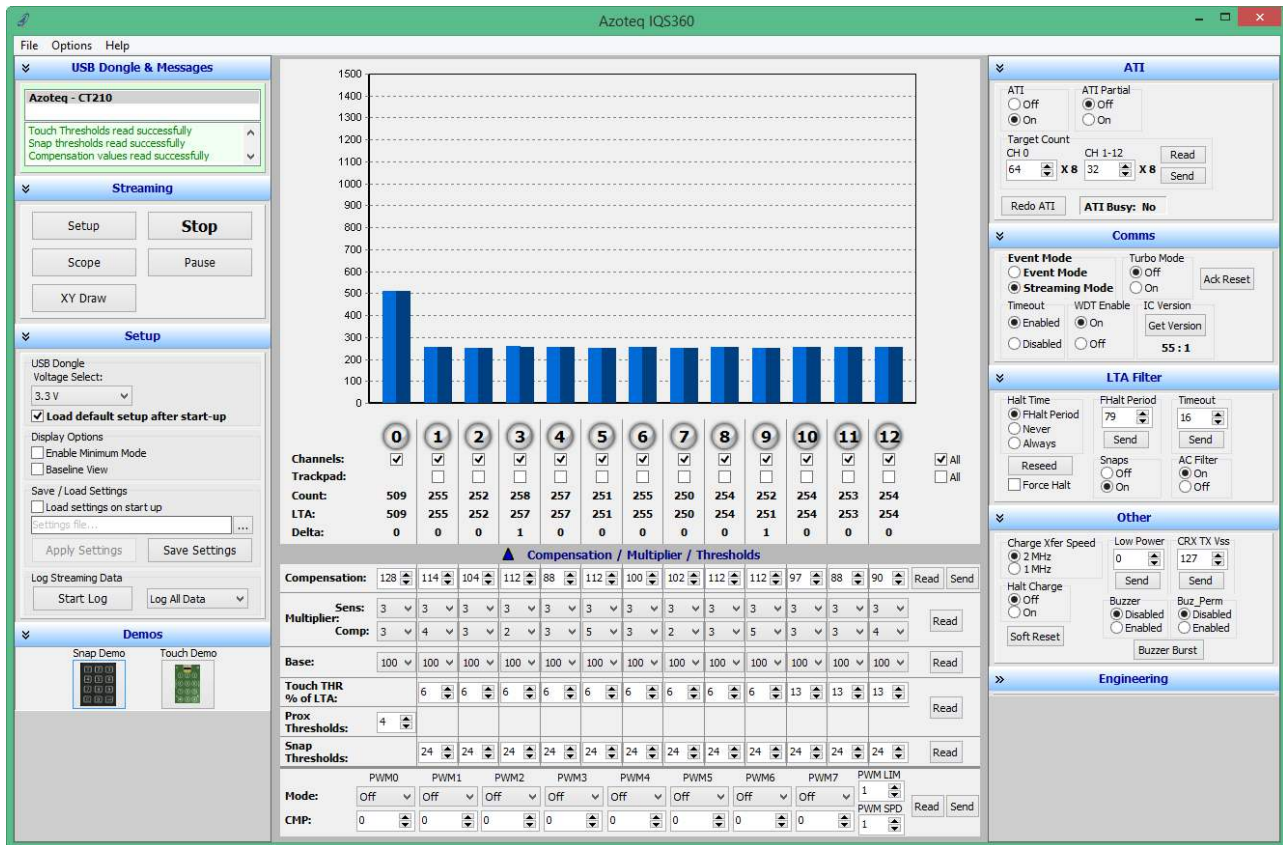 Azoteq IQS360
File Options Help
USB Dongle & Messages
Azoteq - CT210
Touch Thresholds read successfully
Snap thresholds read successfully
Compensation values read successfully
Streaming
Setup Stop
Scope Pause
XY Draw
Setup
USB Dongle
Voltage Select:
3.3 V
Load default setup after start-up
Display Options
Enable Minimum Mode
Baseline View
Save / Load Settings
Load settings on start up
Settings file... ...
Apply Settings Save Settings
Log Streaming Data
Start Log Log All Data
Demos
Snap Demo Touch Demo
1500
1400
1300
1200
1100
1000
900
800
700
600
500
400
300
200
100
0
0 1 2 3 4 5 6 7 8 9 10 11 12
Channels: All
Trackpad: All
Count: 509 255 252 258 257 251 255 250 254 252 254 253 254
LTA: 509 255 252 257 257 251 255 250 254 251 254 253 254
Delta: 0 0 0 1 0 0 0 0 0 1 0 0 0
Compensation / Multiplier / Thresholds
Compensation: 128 114 104 112 88 112 100 102 112 112 97 88 90 Read Send
Multiplier:
Sens: 3 3 3 3 3 3 3 3 3 3 3 3 3
Comp: 3 4 3 2 3 5 3 2 3 5 3 3 4
Read
Base: 100 100 100 100 100 100 100 100 100 100 100 100 100 Read
Touch THR
% of LTA:
6 6 6 6 6 6 6 6 6 13 13 13
Prox
Thresholds:
4
Read
Snap
Thresholds:
24 24 24 24 24 24 24 24 24 24 24 24 Read
PWM0 PWM1 PWM2 PWM3 PWM4 PWM5 PWM6 PWM7 PWM LIM
Mode: Off Off Off Off Off Off Off Off 1
PWM SPD
CMP: 0 0 0 0 0 0 0 0 1
Read Send
ATI
ATI ATI Partial
Off Off
On On
Target Count
CH 0 CH 1-12
64 X 8 32 X 8
Read
Send
Redo ATI ATI Busy: No
Comms
Event Mode Turbo Mode
Event Mode Off
Streaming Mode On
Ack Reset
Timeout WDT Enable IC Version
Enabled On Get Version
Disabled Off 55 : 1
LTA Filter
Halt Time FHalt Period Timeout
FHalt Period 79 16
Never
Always
Send Send
Reseed
Force Halt
Snaps AC Filter
Off On
On Off
Other
Charge Xfer Speed Low Power CRX TX Vss
2 MHz 0 127
1 MHz
Send Send
Halt Charge
Off
On
Buzzer Buz_Perm
Disabled Disabled
Enabled Enabled
Soft Reset
Buzzer Burst
Engineering